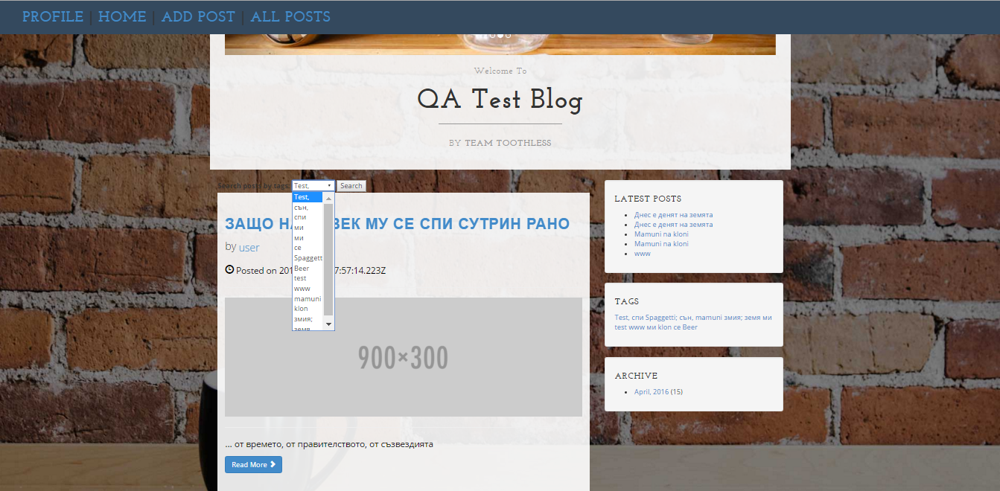 PROFILE | HOME | ADD POST | ALL POSTS
Welcome To
QA Test Blog
BY TEAM TOOTHLESS
Search posts by tags: Test, Search
Test,
сън,
спи
ми
ми
се
Spaggett
Beer
test
www
mamuni
klon
змия;
земя
ЗАЩО Н ВЕК МУ СЕ СПИ СУТРИН РАНО
by user
Posted on 201 7:57:14.223Z
900×300
... от времето, от правителството, от съзвездията
Read More
LATEST POSTS
Днес е денят на земята
Днес е денят на земята
Mamuni na kloni
Mamuni na kloni
www
TAGS
Test, спи Spaggetti; сън, mamuni змия; земя ми
test www ми klon се Beer
ARCHIVE
April, 2016 (15)